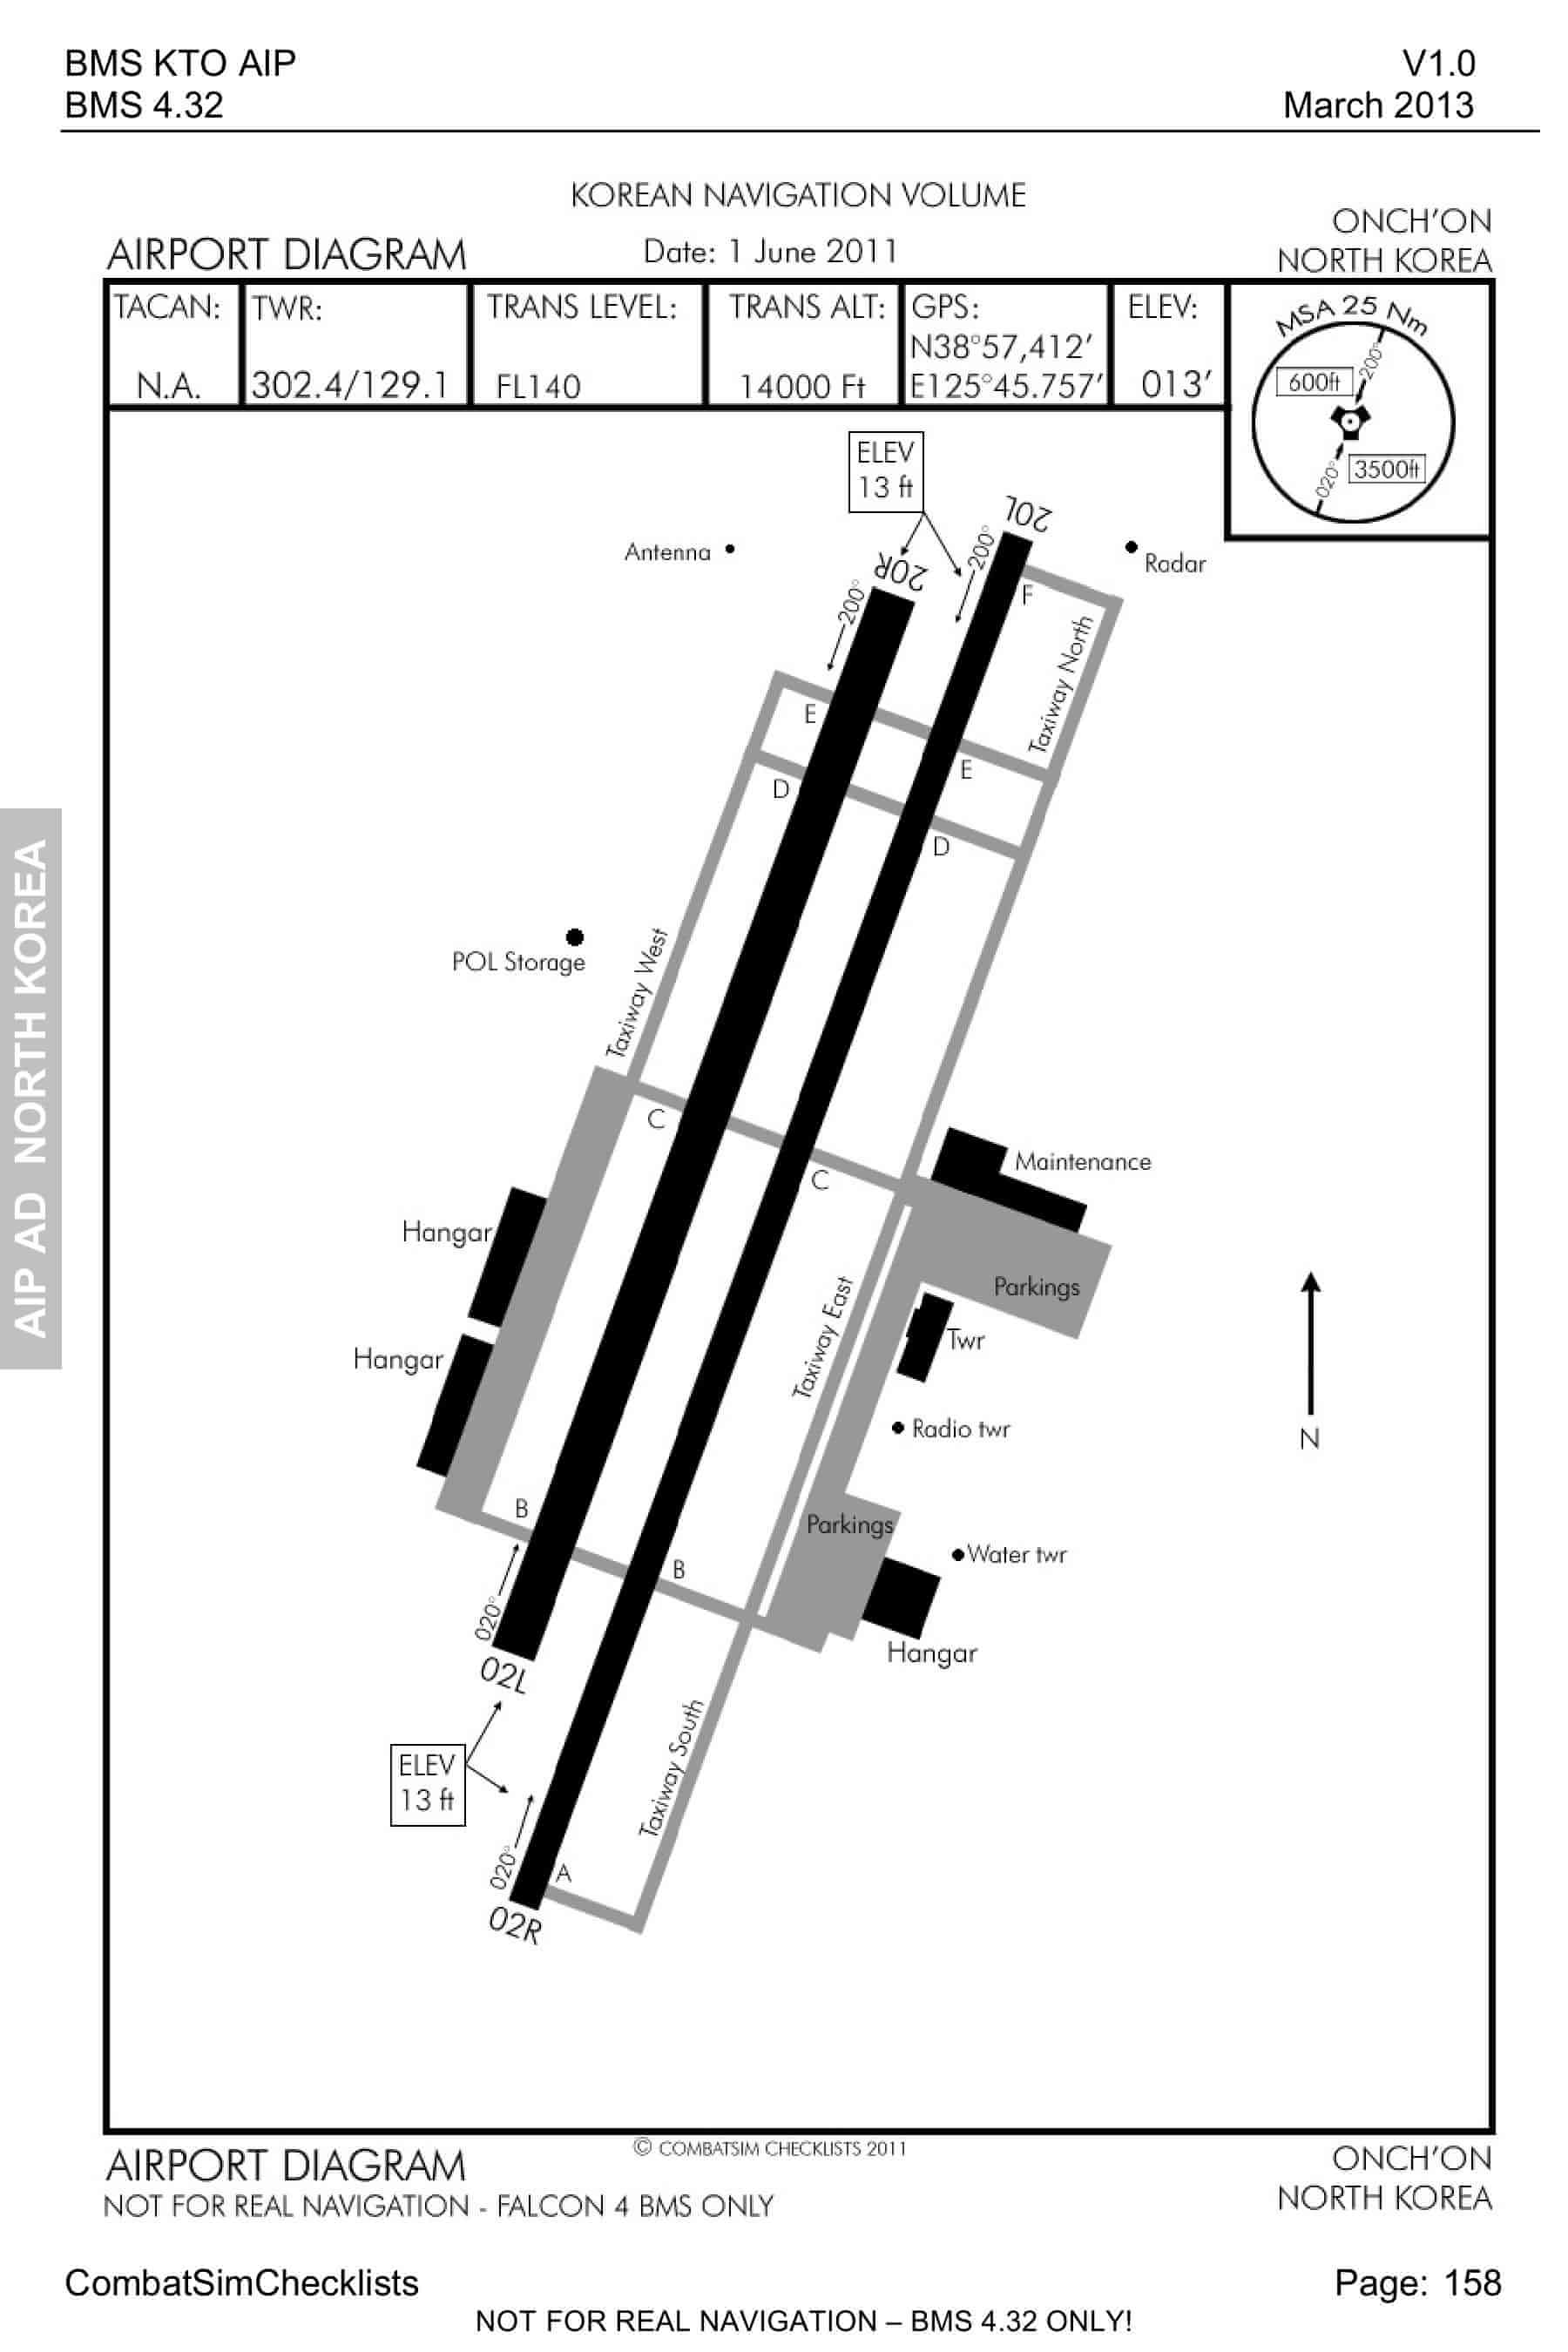 BMS KTO AIP
V1.0
BMS 4.32
March 2013
KOREAN NAVIGATION VOLUME
ONCH'ON
AIRPORT DIAGRAM
Date: 1 June 2011
NORTH KOREA
TACAN:
TWR:
TRANS LEVEL:
TRANS ALT:
GPS:
ELEV:
N38°57,412'
N.A.
302.4/129.1
FL140
14000 Ft
E125°45.757'
013'
MSA 25 Nm
200°
600ft
3500ft
020°
ELEV
13 ft
20L
200°
Antenna
Radar
20R
200°
F
Taxiway North
E
E
D
D
POL Storage
Taxiway West
C
C
Maintenance
Hangar
Parkings
Taxiway East
Twr
Hangar
Radio twr
N
B
Parkings
Water twr
B
020°
Hangar
02L
Taxiway South
ELEV
13 ft
020°
A
02R
AIP AD NORTH KOREA
© COMBATSIM CHECKLISTS 2011
AIRPORT DIAGRAM
ONCH'ON
NOT FOR REAL NAVIGATION - FALCON 4 BMS ONLY
NORTH KOREA
CombatSimChecklists
Page: 158
NOT FOR REAL NAVIGATION – BMS 4.32 ONLY!